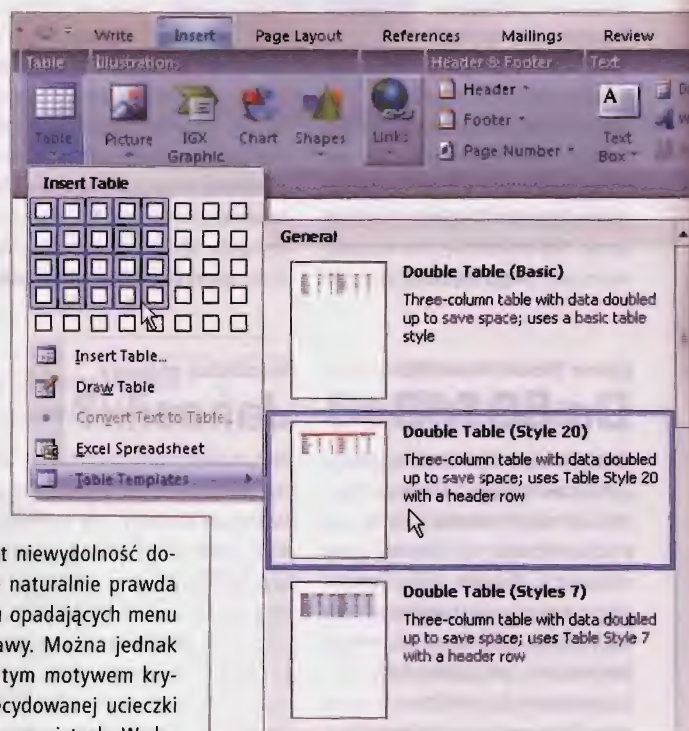 Write Insert Page Layout References Mailings Review
Table Illustrations Header & Footer Text
Table Picture IGX Graphic Chart Shapes Links
Header
Footer
Page Number
A
Text Box
Insert Table
Insert Table...
Draw Table
Convert Text to Table...
Excel Spreadsheet
Table Templates
General
Double Table (Basic)
Three-column table with data doubled
up to save space; uses a basic table
style
Double Table (Style 20)
Three-column table with data doubled
up to save space; uses Table Style 20
with a header row
Double Table (Styles 7)
Three-column table with data doubled
up to save space; uses Table Style 7
with a header row
t niewydolność do-
naturalnie prawda
opadających menu
awy. Można jednak
tym motywem kry-
ecydowanej ucieczki